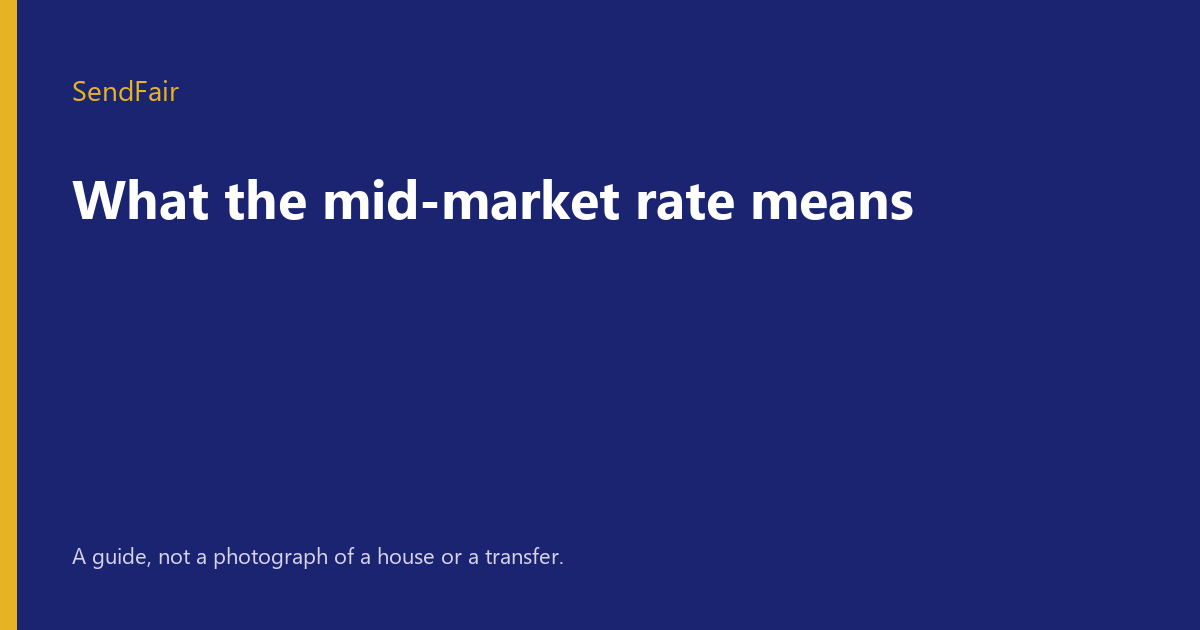 SendFair
What the mid-market rate means
A guide, not a photograph of a house or a transfer.